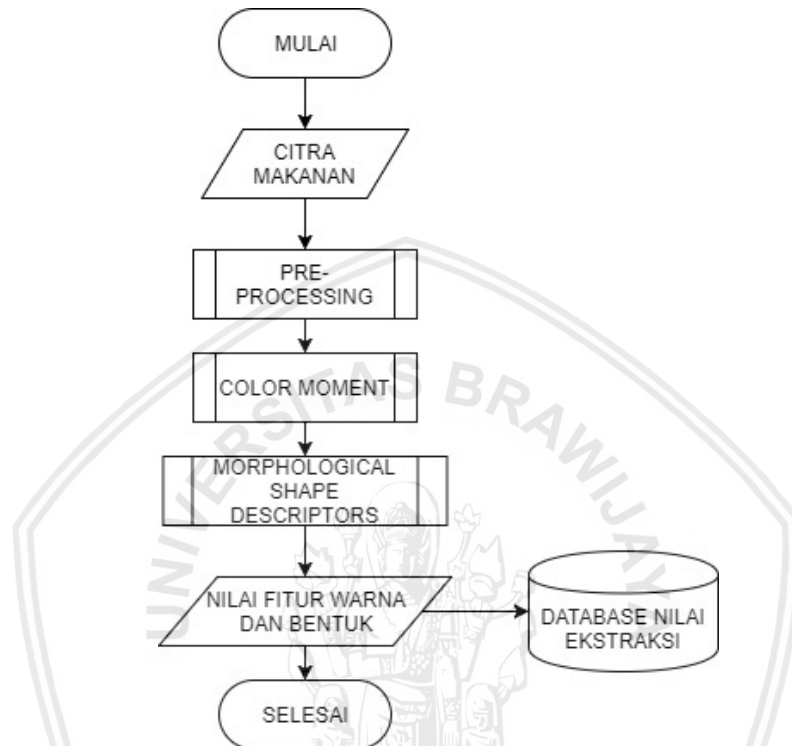 MULAI
CITRA
MAKANAN
PRE-
PROCESSING
COLOR MOMENT
MORPHOLOGICAL
SHAPE
DESCRIPTORS
NILAI FITUR WARNA
DAN BENTUK
DATABASE NILAI
EKSTRAKSI
SELESAI
UNIVERSITAS BRAWIJAYA